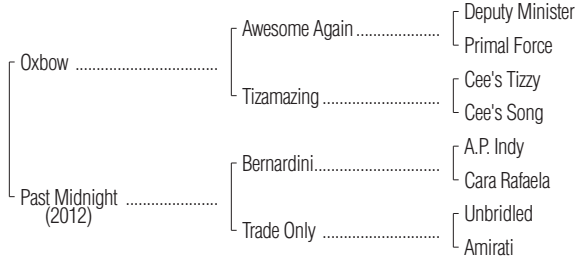 Deputy Minister
Awesome Again ..................
Primal Force
Oxbow ................................
Cee's Tizzy
Tizamazing ...........................
Cee's Song
A.P. Indy
Bernardini.............................
Cara Rafaela
Past Midnight .....................
(2012)
Unbridled
Trade Only ...........................
Amirati